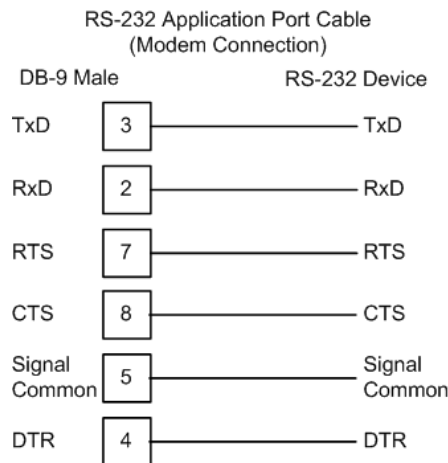 RS-232 Application Port Cable
(Modem Connection)
DB-9 Male RS-232 Device
TxD 3 TxD
RxD 2 RxD
RTS 7 RTS
CTS 8 CTS
Signal Common 5 Signal Common
DTR 4 DTR